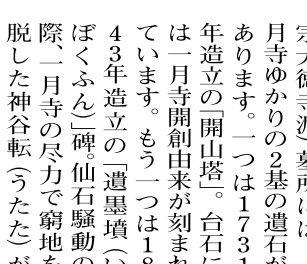 宗大徳寺派）墓所には
月寺ゆかりの2基の遺石が
あります。一つは1731
年造立の「開山塔」。台石に
は一月寺開創由来が刻まれ
ています。もう一つは18
43年造立の「遺墨墳（い
ぼくふん）」碑。仙石騒動の
際、一月寺の尽力で窮地を
脱した神谷転（うたた）が